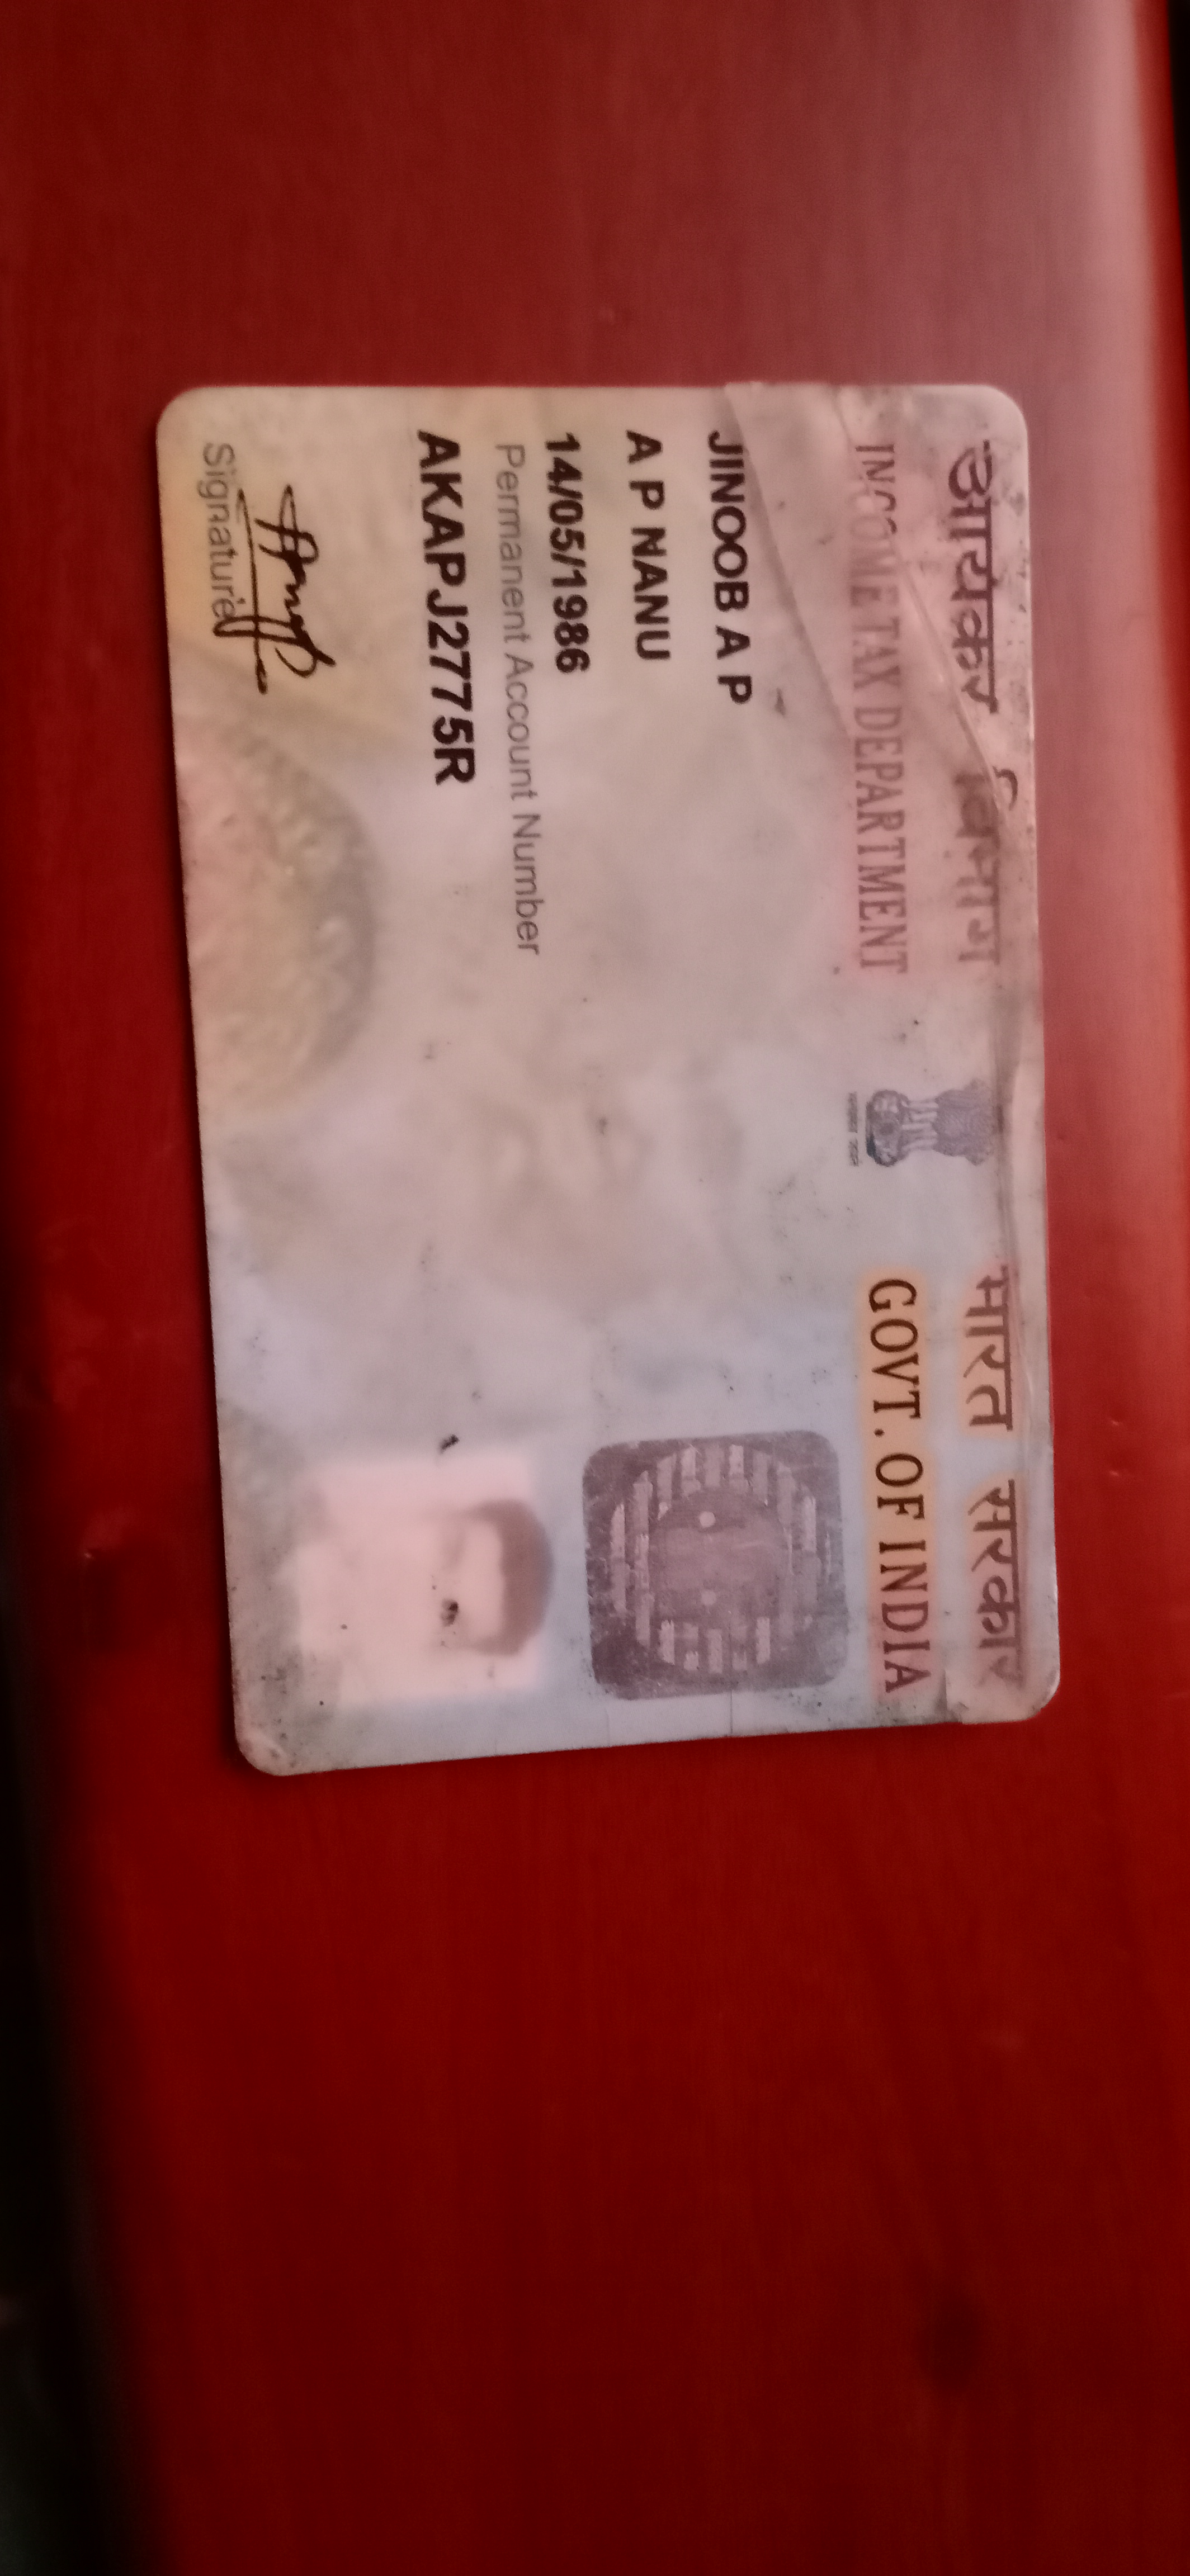 आयकर विभाग
भारत सरकार
INCOME TAX DEPARTMENT
GOVT. OF INDIA
JINOOB A P
A P NANU
14/05/1986
Permanent Account Number
AKAPJ2775R
Signature